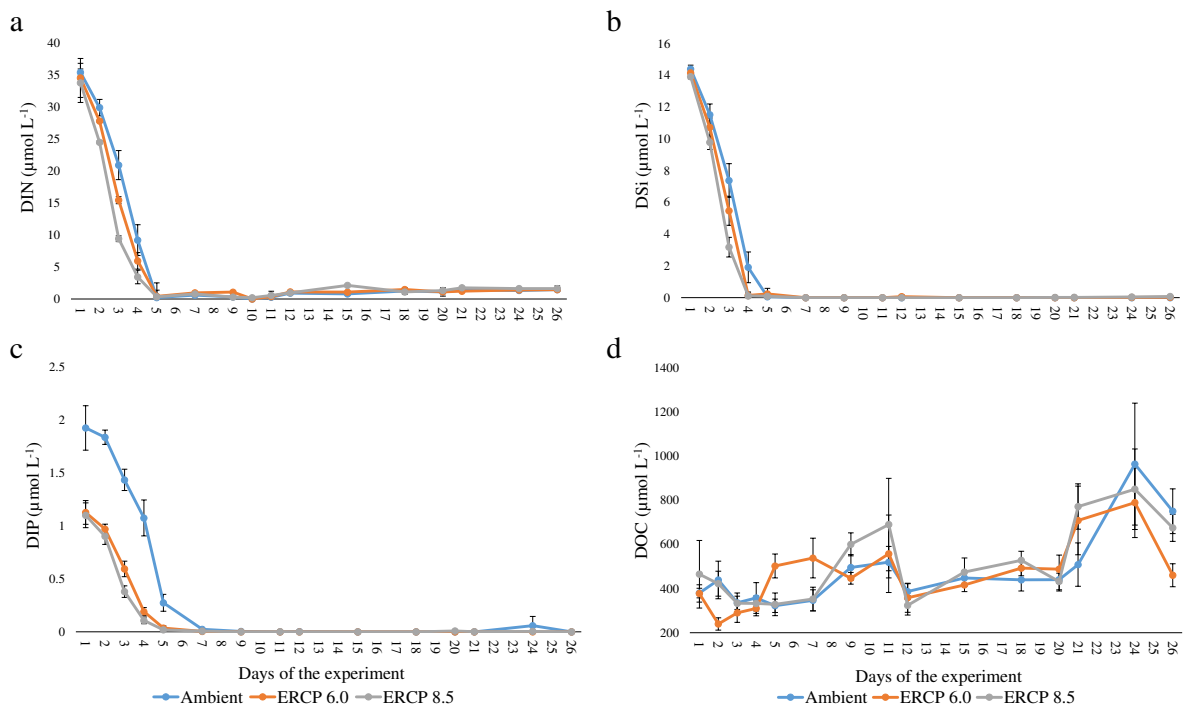 a
DIN (µmol L-1)
40
35
30
25
20
15
10
5
0
1 2 3 4 5 6 7 8 9 10 11 12 13 14 15 16 17 18 19 20 21 22 23 24 25 26
b
DSi (µmol L-1)
16
14
12
10
8
6
4
2
0
1 2 3 4 5 6 7 8 9 10 11 12 13 14 15 16 17 18 19 20 21 22 23 24 25 26
c
DIP (µmol L-1)
2.5
2
1.5
1
0.5
0
1 2 3 4 5 6 7 8 9 10 11 12 13 14 15 16 17 18 19 20 21 22 23 24 25 26
Days of the experiment
Ambient ERCP 6.0 ERCP 8.5
d
DOC (µmol L-1)
1400
1200
1000
800
600
400
200
1 2 3 4 5 6 7 8 9 10 11 12 13 14 15 16 17 18 19 20 21 22 23 24 25 26
Days of the experiment
Ambient ERCP 6.0 ERCP 8.5